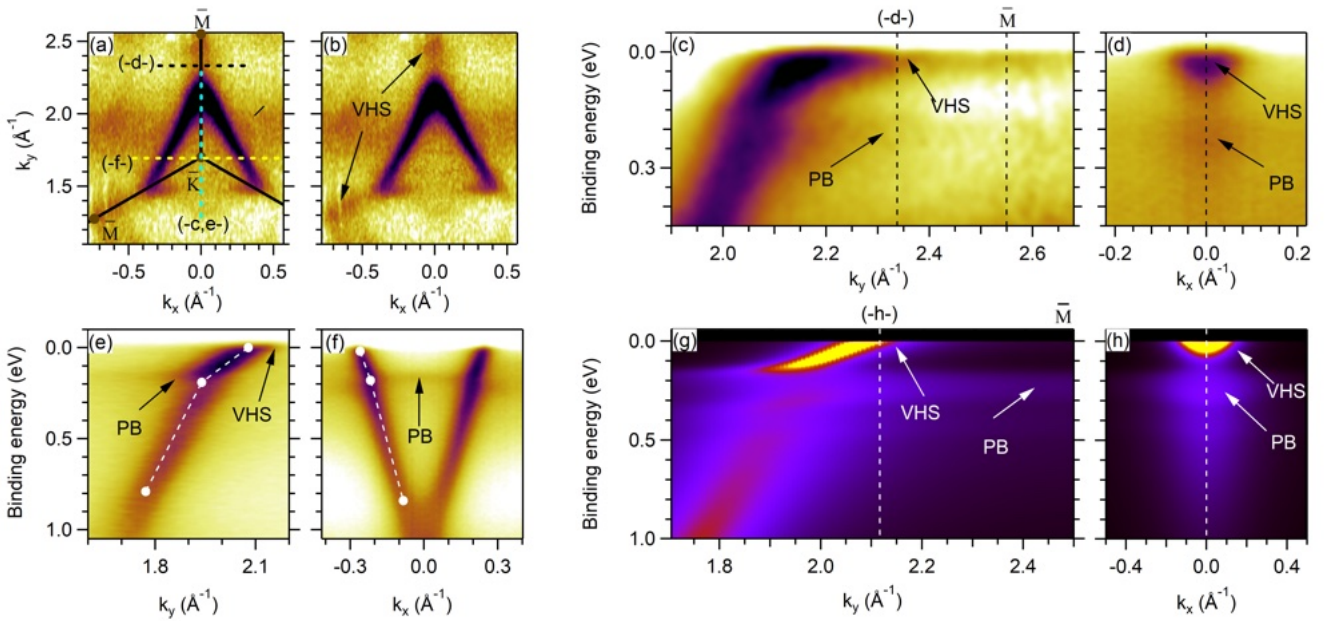 M̅
(a)
(b)
(-d-)
VHS
(-f-)
K̅
M̅
(-c,e-)
2.5
2.0
1.5
k_y (Å⁻¹)
-0.5 0.0 0.5
-0.5 0.0 0.5
k_x (Å⁻¹)
k_x (Å⁻¹)
(-d-)
M̅
(c)
(d)
VHS
VHS
PB
PB
0.0
0.3
Binding energy (eV)
2.0 2.2 2.4 2.6
-0.2 0.0 0.2
k_y (Å⁻¹)
k_x (Å⁻¹)
(e)
(f)
PB
VHS
PB
0.0
0.5
1.0
Binding energy (eV)
1.8 2.1
-0.3 0.0 0.3
k_y (Å⁻¹)
k_x (Å⁻¹)
(-h-)
M̅
(g)
(h)
VHS
VHS
PB
PB
0.0
0.5
1.0
Binding energy (eV)
1.8 2.0 2.2 2.4
-0.4 0.0 0.4
k_y (Å⁻¹)
k_x (Å⁻¹)